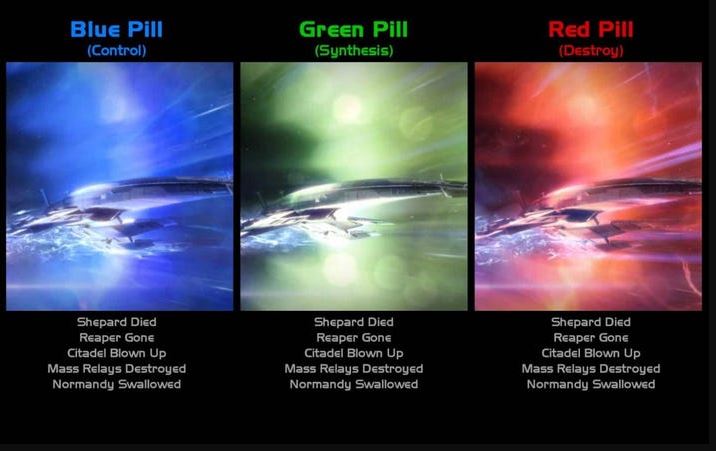 Blue Pill
(Control)
Shepard Died
Reaper Gone
Citadel Blown Up
Mass Relays Destroyed
Normandy Swallowed
Green Pill
(Synthesis)
Shepard Died
Reaper Gone
Citadel Blown Up
Mass Relays Destroyed
Normandy Swallowed
Red Pill
(Destroy)
Shepard Died
Reaper Gone
Citadel Blown Up
Mass Relays Destroyed
Normandy Swallowed